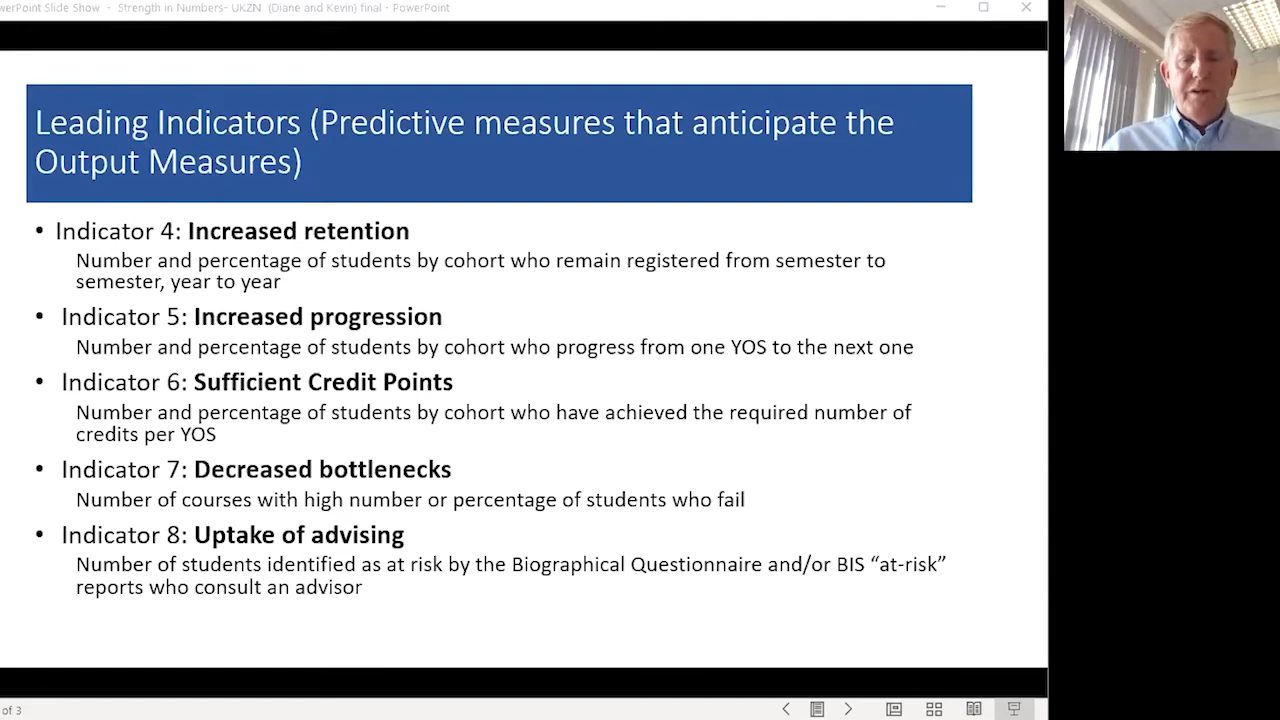 werPoint Slide Show - Strength in Numbers- UKZN (Diane and Kevin) final - PowerPoint
Leading Indicators (Predictive measures that anticipate the
Output Measures)
• Indicator 4: Increased retention
Number and percentage of students by cohort who remain registered from semester to
semester, year to year
• Indicator 5: Increased progression
Number and percentage of students by cohort who progress from one YOS to the next one
• Indicator 6: Sufficient Credit Points
Number and percentage of students by cohort who have achieved the required number of
credits per YOS
• Indicator 7: Decreased bottlenecks
Number of courses with high number or percentage of students who fail
• Indicator 8: Uptake of advising
Number of students identified as at risk by the Biographical Questionnaire and/or BIS “at-risk”
reports who consult an advisor
of 3